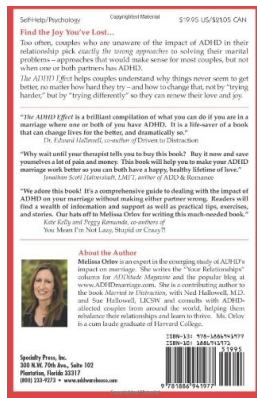 Self-Help/Psychology
Copyrighted Material
$19.95 US/$21.05 CAN
Find the Joy You've Lost...
Too often, couples who are unaware of the impact of ADHD in their
relationship pick exactly the wrong approaches to solving their marital
problems – approaches that would make sense for most couples, but not
when one or both partners has ADHD.
The ADHD Effect helps couples understand why things never seem to get
better, no matter how hard they try – and how to change that, not by "trying
harder," but by "trying differently" so they can renew their love and joy.
"The ADHD Effect is a brilliant compilation of what you can do if you are in a
marriage where one or both of you have ADHD. It is a life-saver of a book
that can change lives for the better, and dramatically so."
Dr. Edward Hallowell, co-author of Driven to Distraction
"Why wait until your therapist tells you to buy this book? Buy it now and save
yourselves a lot of pain and money. This book will help you to make your ADHD
marriage work better so you can both have a happy, healthy lifetime of love."
Jonathan Scott Halverstadt, LMFT, author of ADD & Romance
"We adore this book! It's a comprehensive guide to dealing with the impact of
ADHD on your marriage without making either partner wrong. Readers will
find a wealth of information and support as well as practical tips, exercises,
and stories. Our hats off to Melissa Orlov for writing this much-needed book."
Kate Kelly and Peggy Ramundo, co-authors of
You Mean I'm Not Lazy, Stupid or Crazy?!
About the Author
Melissa Orlov is an expert in the emerging study of ADHD's
impact on marriage. She writes the "Your Relationships"
column for ADDitude Magazine and the popular blog at
www.ADHDmarriage.com. She is a contributing author to
the book Married to Distraction, with Ned Hallowell, M.D.
and Sue Hallowell, LICSW and consults with ADHD-
affected couples from around the world, helping them
rebalance their relationships and learn to thrive. Ms. Orlov
is a cum laude graduate of Harvard College.
Specialty Press, Inc.
300 N.W. 70th Ave., Suite 102
Plantation, Florida 33317
(800) 233-9273 • www.addwarehouse.com
ISBN-13: 978-1886941977
ISBN-10: 1886941971
51995
9 781886 941977
Copyrighted Material